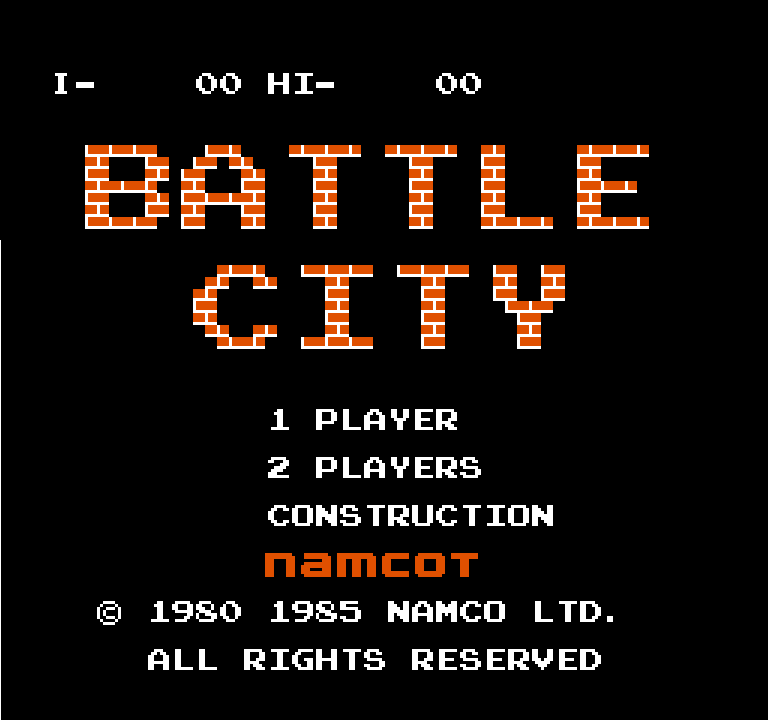 I-     00 HI-     00
BATTLE
CITY
1 PLAYER
2 PLAYERS
CONSTRUCTION
namcot
© 1980 1985 NAMCO LTD.
ALL RIGHTS RESERVED